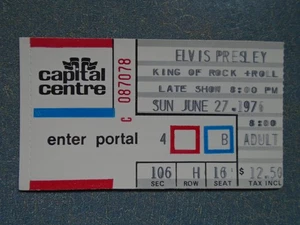 capital
centre
C 087078
ELVIS PRESLEY
KING OF ROCK +ROLL
LATE SHOW 8:00 PM
SUN JUNE 27.1976
8:00
enter portal 4 B ADULT
106 H 16 $ 12.50
SEC ROW SEAT TAX INCL